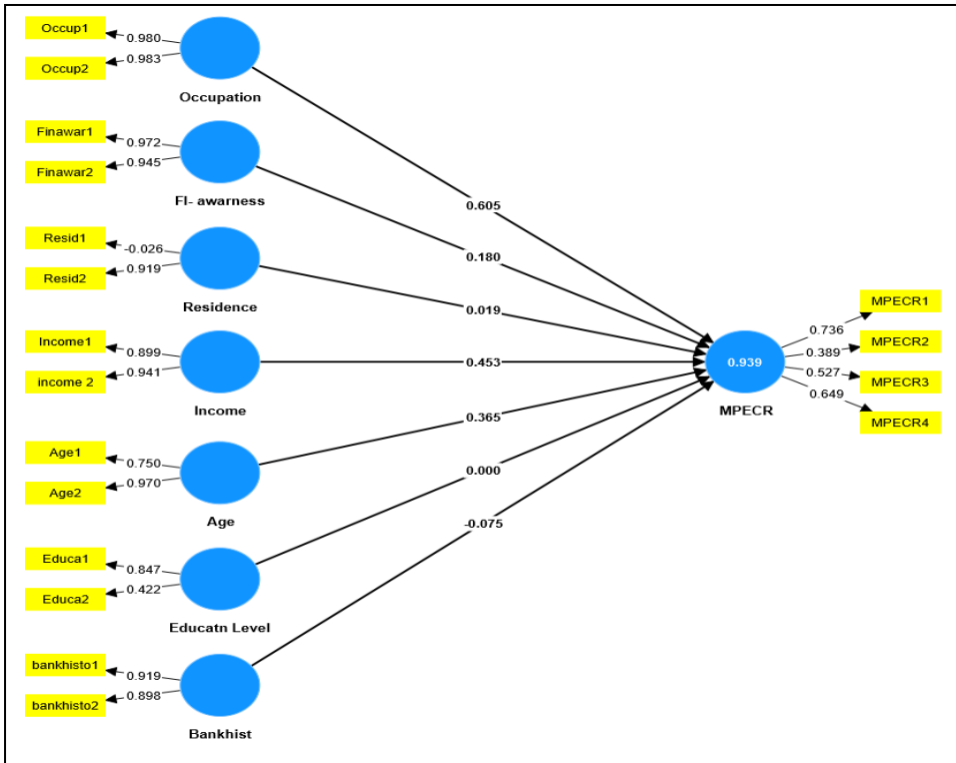 Occup1
0.980
Occup2
0.983
Occupation
Finawar1
0.972
Finawar2
0.945
FI- awarness
Resid1
-0.026
Resid2
0.919
Residence
Income1
0.899
income 2
0.941
Income
Age1
0.750
Age2
0.970
Age
Educa1
0.847
Educa2
0.422
Educatn Level
bankhisto1
0.919
bankhisto2
0.898
Bankhist
0.605
0.180
0.019
0.453
0.365
0.000
-0.075
0.939
MPECR
0.736
MPECR1
0.389
MPECR2
0.527
MPECR3
0.649
MPECR4